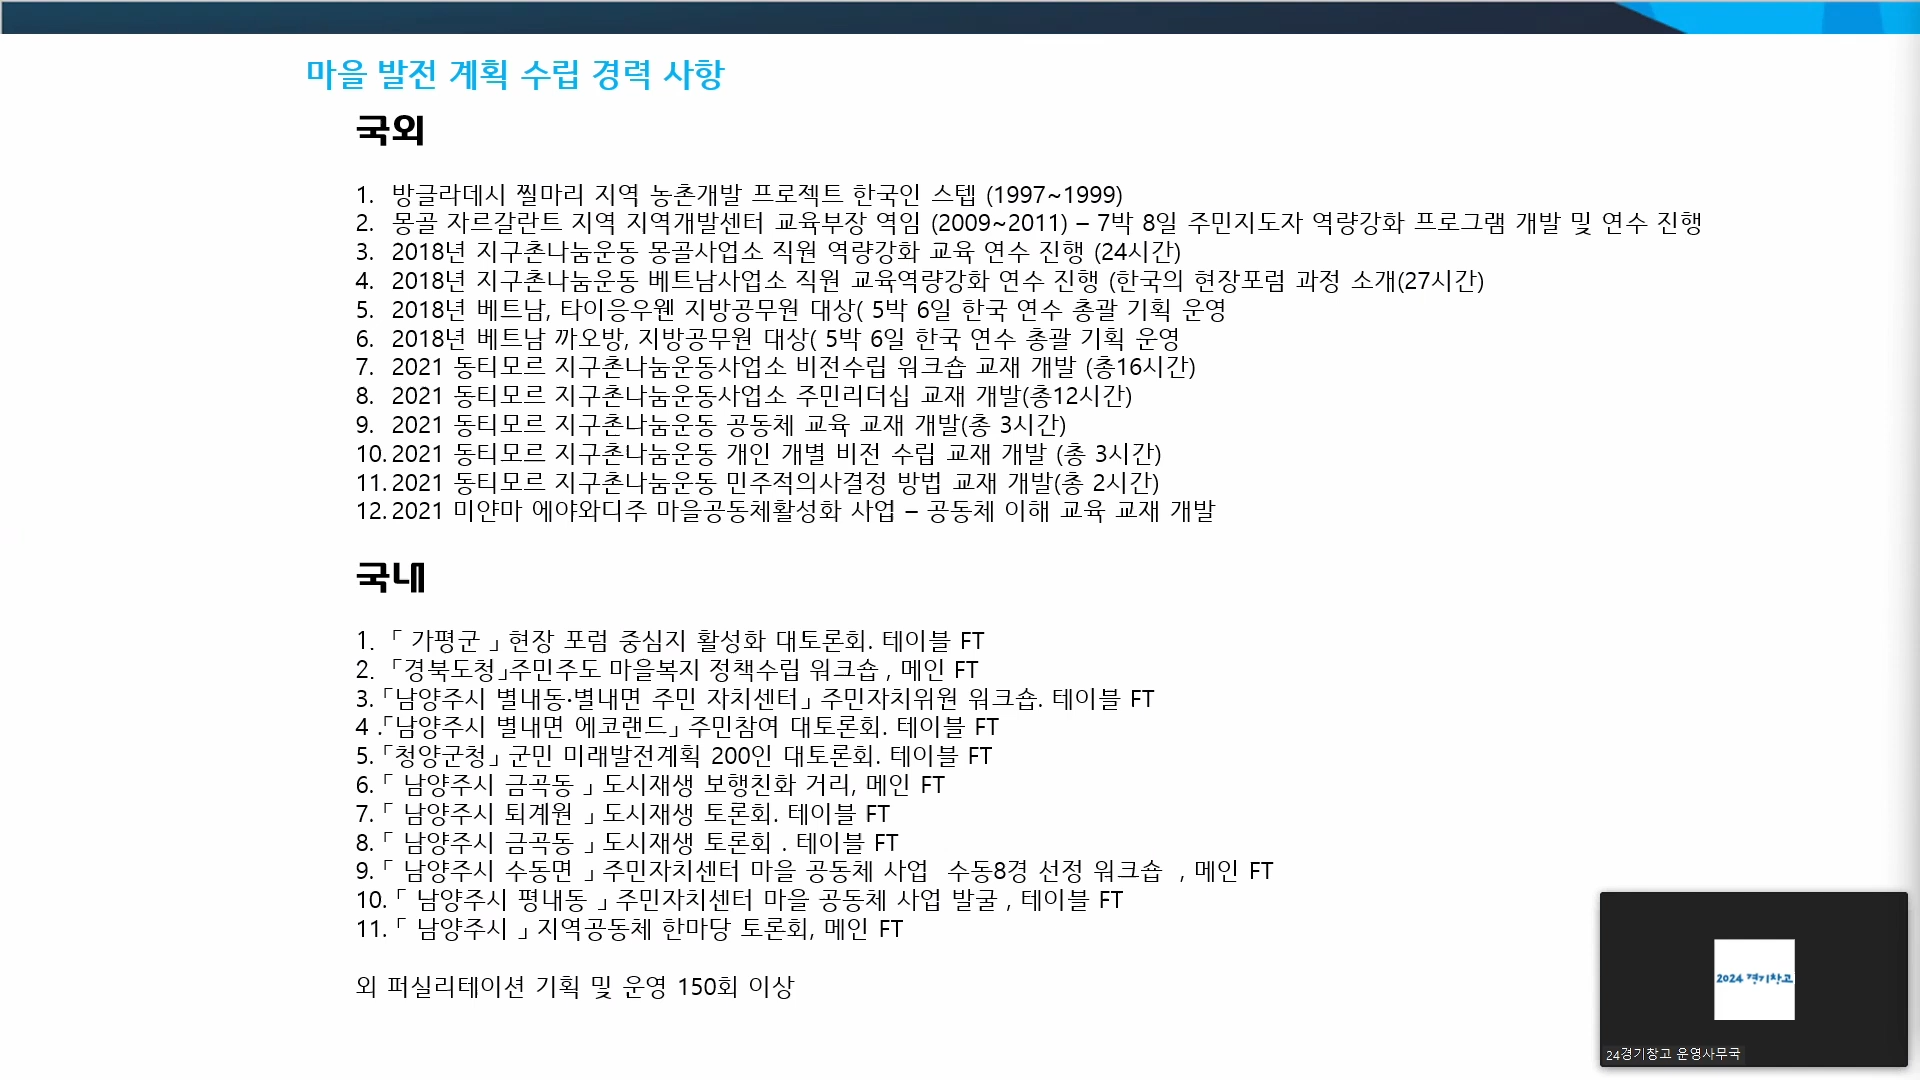 마을 발전 계획 수립 경력 사항
국외
1. 방글라데시 찔마리 지역 농촌개발 프로젝트 한국인 스텝 (1997~1999)
2. 몽골 자르갈란트 지역 지역개발센터 교육부장 역임 (2009~2011) – 7박 8일 주민지도자 역량강화 프로그램 개발 및 연수 진행
3. 2018년 지구촌나눔운동 몽골사업소 직원 역량강화 교육 연수 진행 (24시간)
4. 2018년 지구촌나눔운동 베트남사업소 직원 교육역량강화 연수 진행 (한국의 현장포럼 과정 소개(27시간)
5. 2018년 베트남, 타이응우웬 지방공무원 대상( 5박 6일 한국 연수 총괄 기획 운영
6. 2018년 베트남 까오방, 지방공무원 대상( 5박 6일 한국 연수 총괄 기획 운영
7. 2021 동티모르 지구촌나눔운동사업소 비전수립 워크숍 교재 개발 (총16시간)
8. 2021 동티모르 지구촌나눔운동사업소 주민리더십 교재 개발(총12시간)
9. 2021 동티모르 지구촌나눔운동 공동체 교육 교재 개발(총 3시간)
10. 2021 동티모르 지구촌나눔운동 개인 개별 비전 수립 교재 개발 (총 3시간)
11. 2021 동티모르 지구촌나눔운동 민주적의사결정 방법 교재 개발(총 2시간)
12. 2021 미얀마 에야와디주 마을공동체활성화 사업 – 공동체 이해 교육 교재 개발
국내
1. 「 가평군 」 현장 포럼 중심지 활성화 대토론회. 테이블 FT
2. 「경북도청」주민주도 마을복지 정책수립 워크숍 , 메인 FT
3. 「남양주시 별내동·별내면 주민 자치센터」 주민자치위원 워크숍. 테이블 FT
4 .「남양주시 별내면 에코랜드」 주민참여 대토론회. 테이블 FT
5. 「청양군청」 군민 미래발전계획 200인 대토론회. 테이블 FT
6. 「 남양주시 금곡동 」 도시재생 보행친화 거리, 메인 FT
7. 「 남양주시 퇴계원 」 도시재생 토론회. 테이블 FT
8. 「 남양주시 금곡동 」 도시재생 토론회 . 테이블 FT
9. 「 남양주시 수동면 」 주민자치센터 마을 공동체 사업 수동8경 선정 워크숍 , 메인 FT
10. 「 남양주시 평내동 」 주민자치센터 마을 공동체 사업 발굴 , 테이블 FT
11. 「 남양주시 」 지역공동체 한마당 토론회, 메인 FT
외 퍼실리테이션 기획 및 운영 150회 이상
2024 경기창고
24경기창고 운영사무국